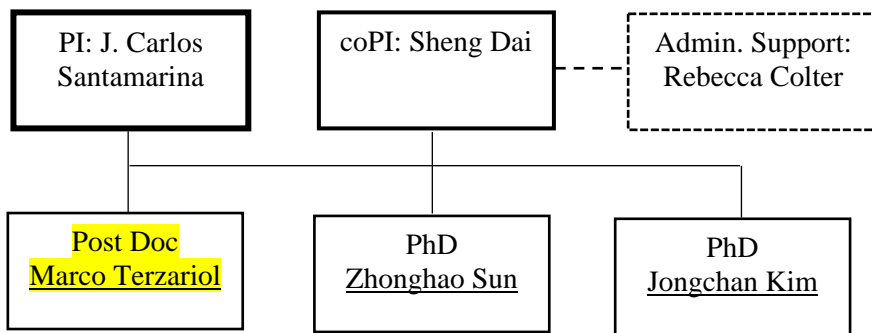 PI: J. Carlos
Santamarina
coPI: Sheng Dai
Admin. Support:
Rebecca Colter
Post Doc
Marco Terzariol
PhD
Zhonghao Sun
PhD
Jongchan Kim